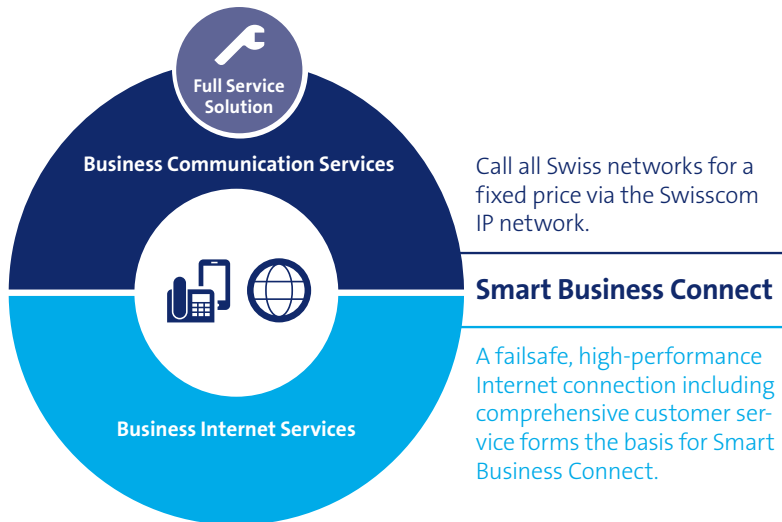 Full Service
Solution
Business Communication Services
Call all Swiss networks for a
fixed price via the Swisscom
IP network.
Smart Business Connect
A failsafe, high-performance
Internet connection including
comprehensive customer ser-
vice forms the basis for Smart
Business Connect.
Business Internet Services